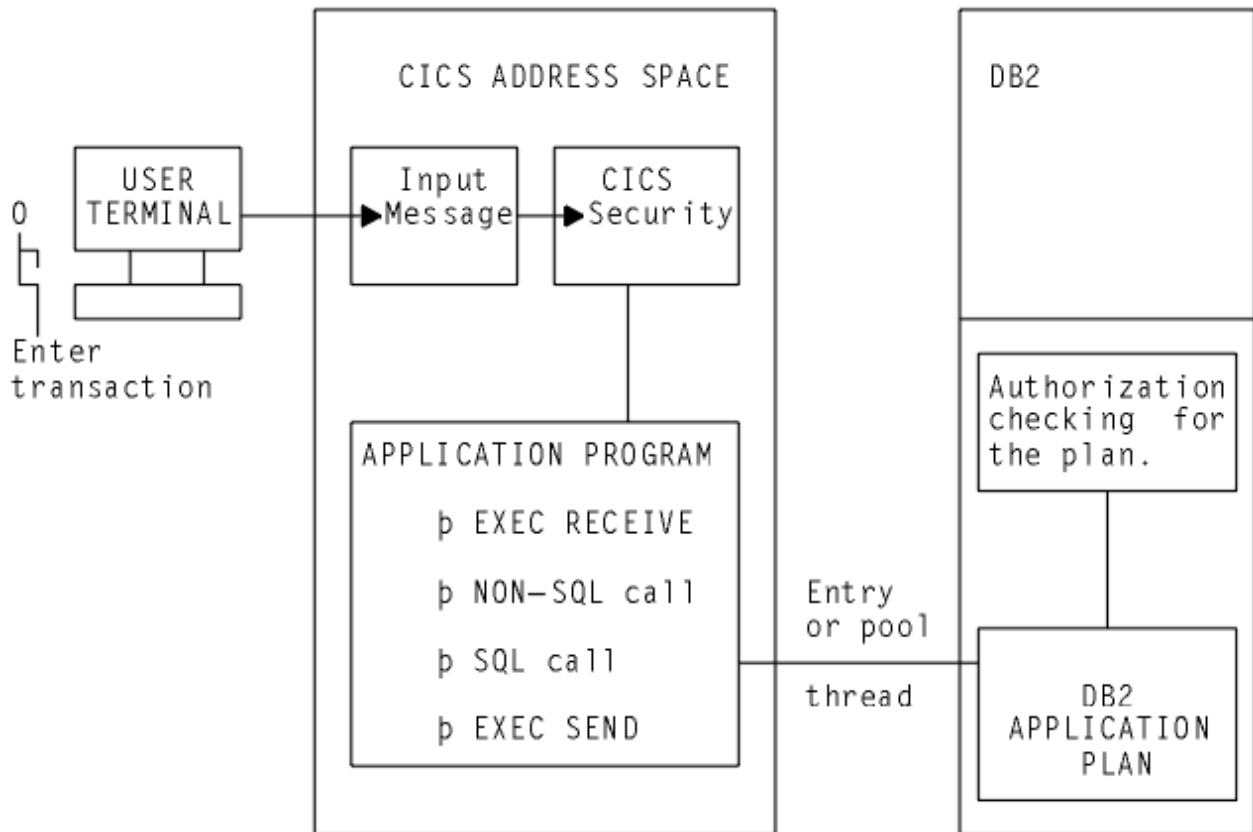 CICS ADDRESS SPACE
DB2
USER
TERMINAL
Input
Message
CICS
Security
O
Enter
transaction
Authorization
checking for
the plan.
APPLICATION PROGRAM
þ EXEC RECEIVE
þ NON–SQL call
þ SQL call
þ EXEC SEND
Entry
or pool
thread
DB2
APPLICATION
PLAN